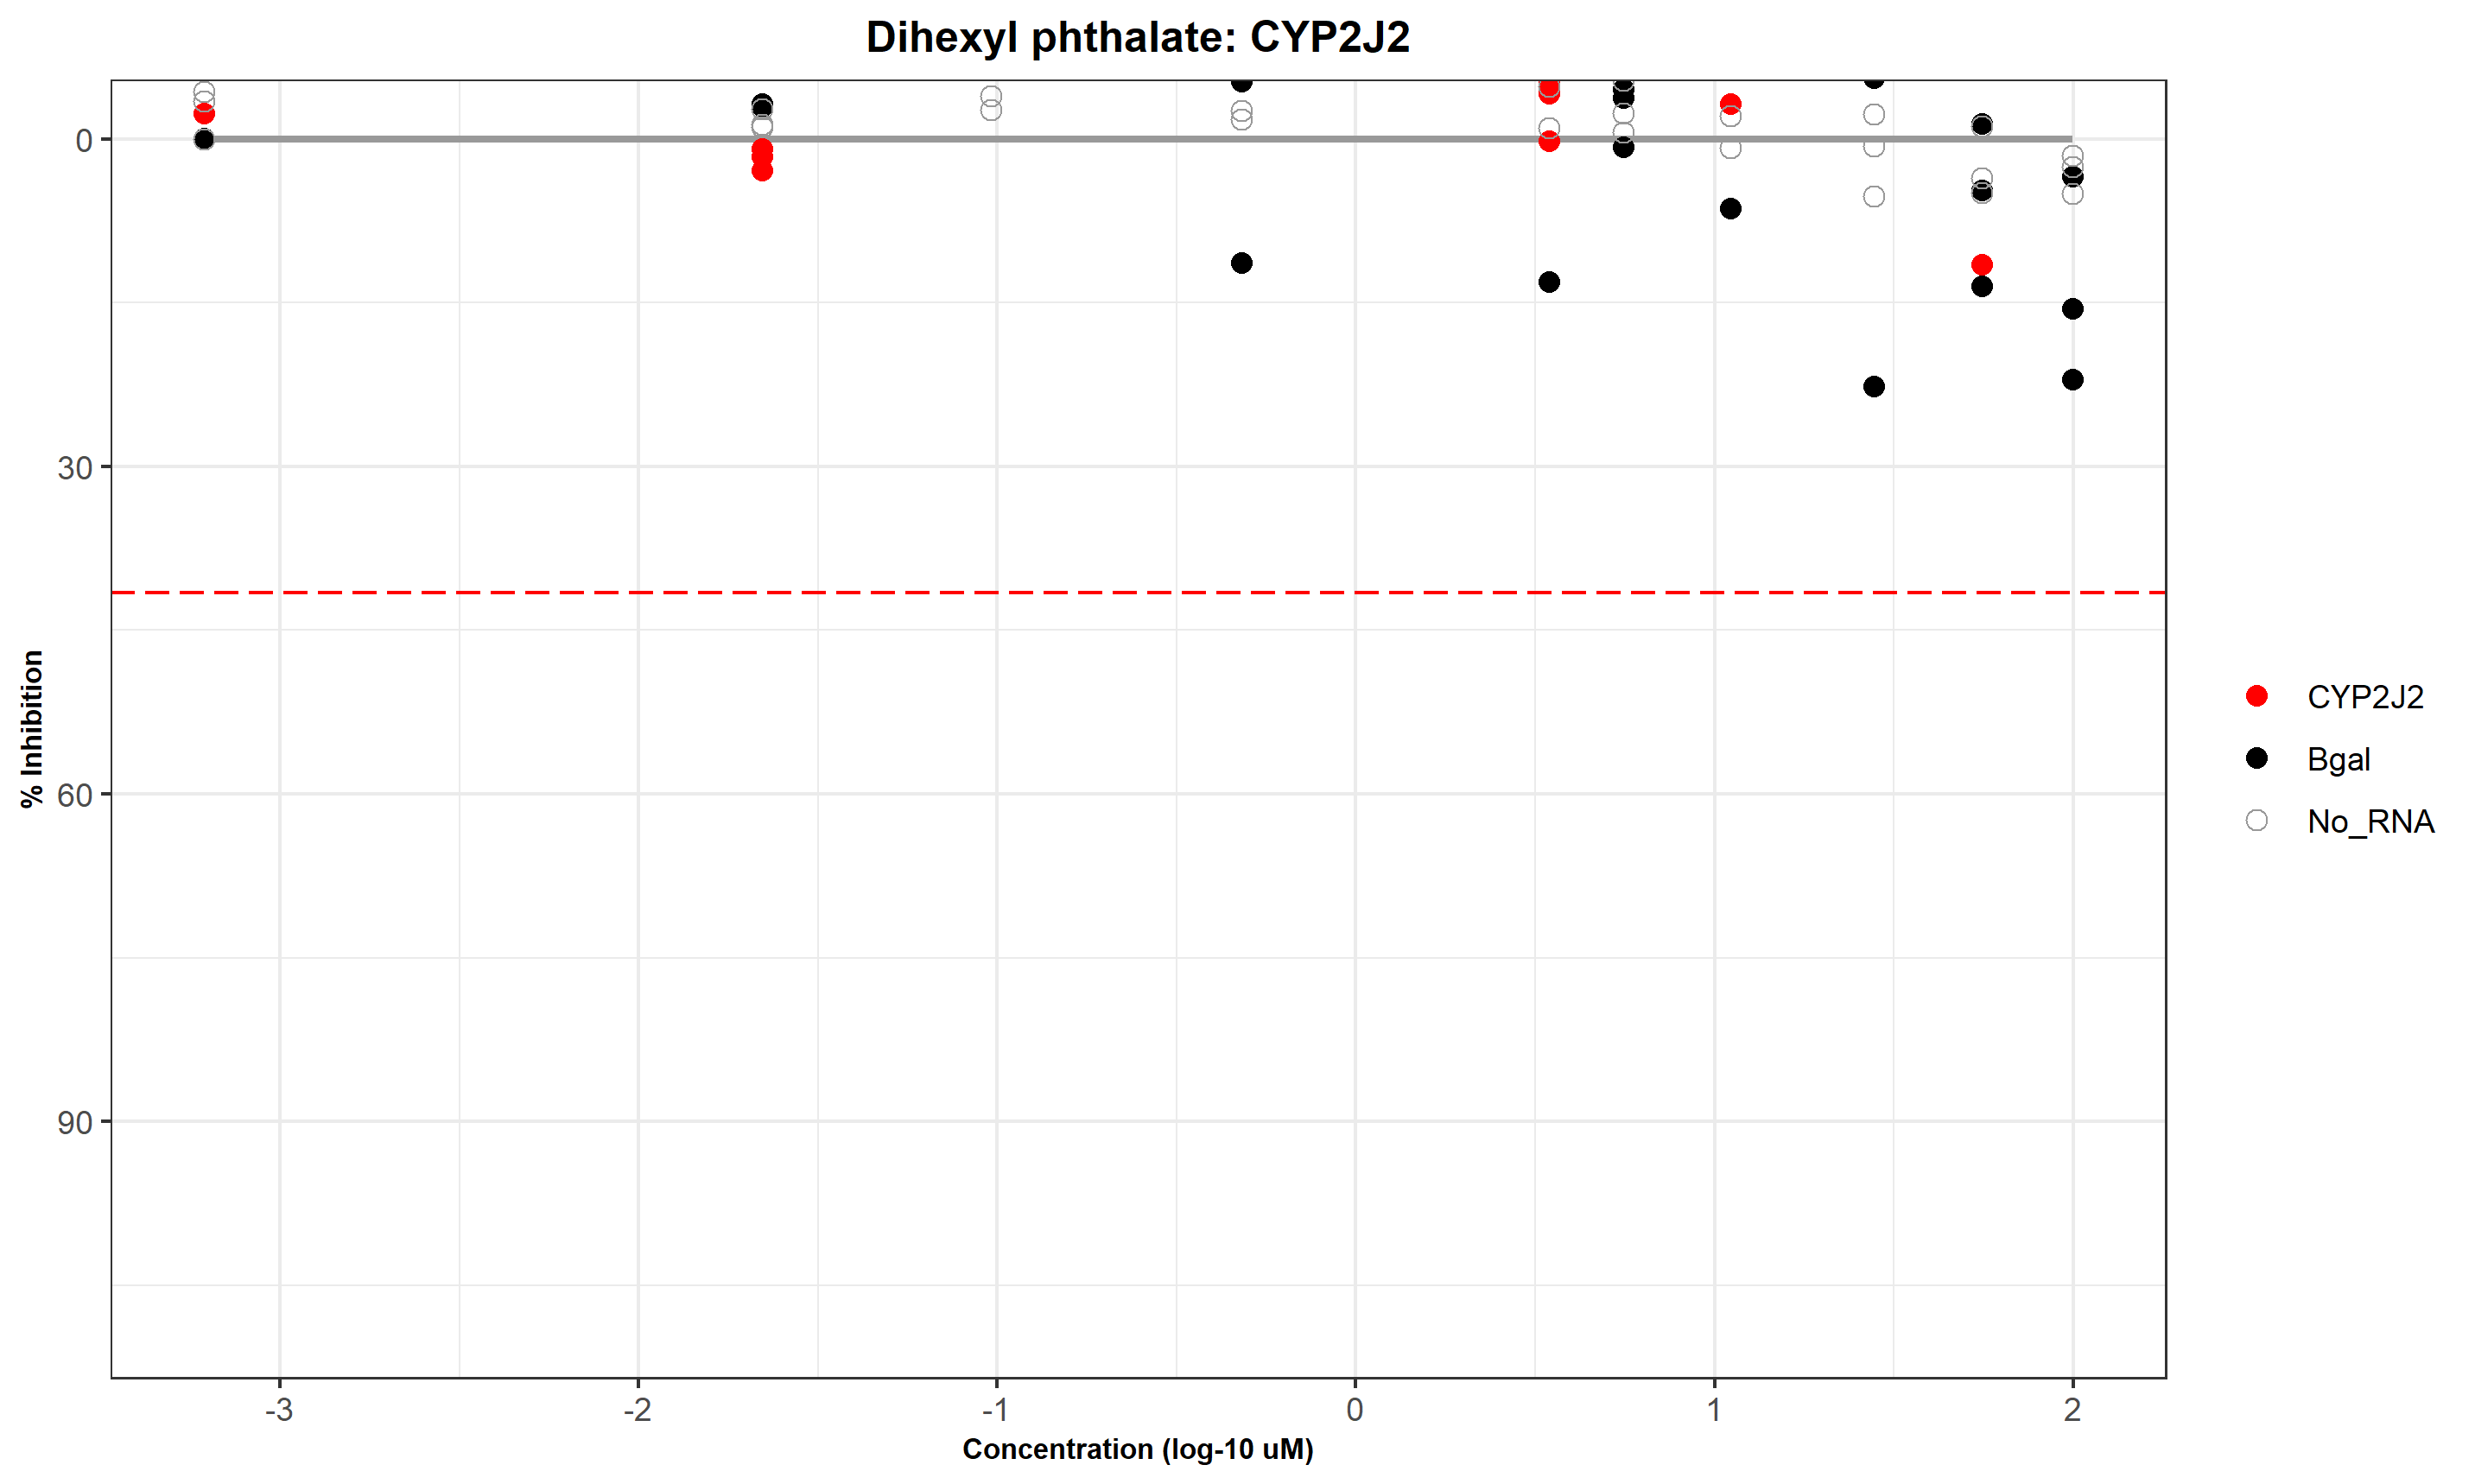 Dihexyl phthalate: CYP2J2
0
30
60
90
% Inhibition
-3
-2
-1
0
1
2
Concentration (log-10 uM)
CYP2J2
Bgal
No_RNA